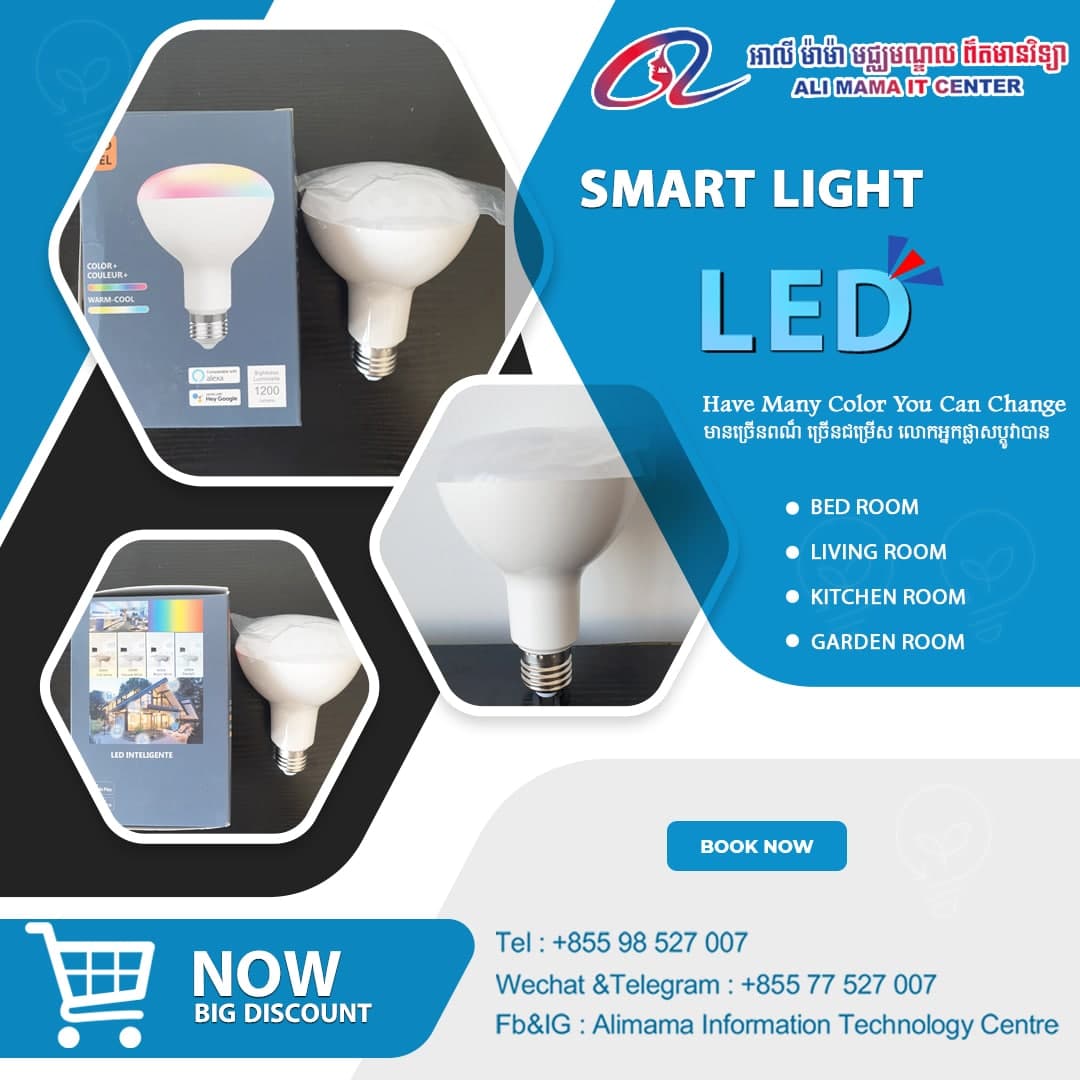 អាលី ម៉ាម៉ា មជ្ឈមណ្ឌល ព័ត៌មានវិទ្យា
ALI MAMA IT CENTER
SMART LIGHT
LED
Have Many Color You Can Change
មានច្រើនពណ៌ ច្រើនជម្រើស លោកអ្នកផ្លាសប្តូរបាន
BED ROOM
LIVING ROOM
KITCHEN ROOM
GARDEN ROOM
COLOR+
COULEUR+
WARM-COOL
alexa
Hey Google
Brightness
1200
LED INTELIGENTE
BOOK NOW
NOW
BIG DISCOUNT
Tel : +855 98 527 007
Wechat &Telegram : +855 77 527 007
Fb&IG : Alimama Information Technology Centre